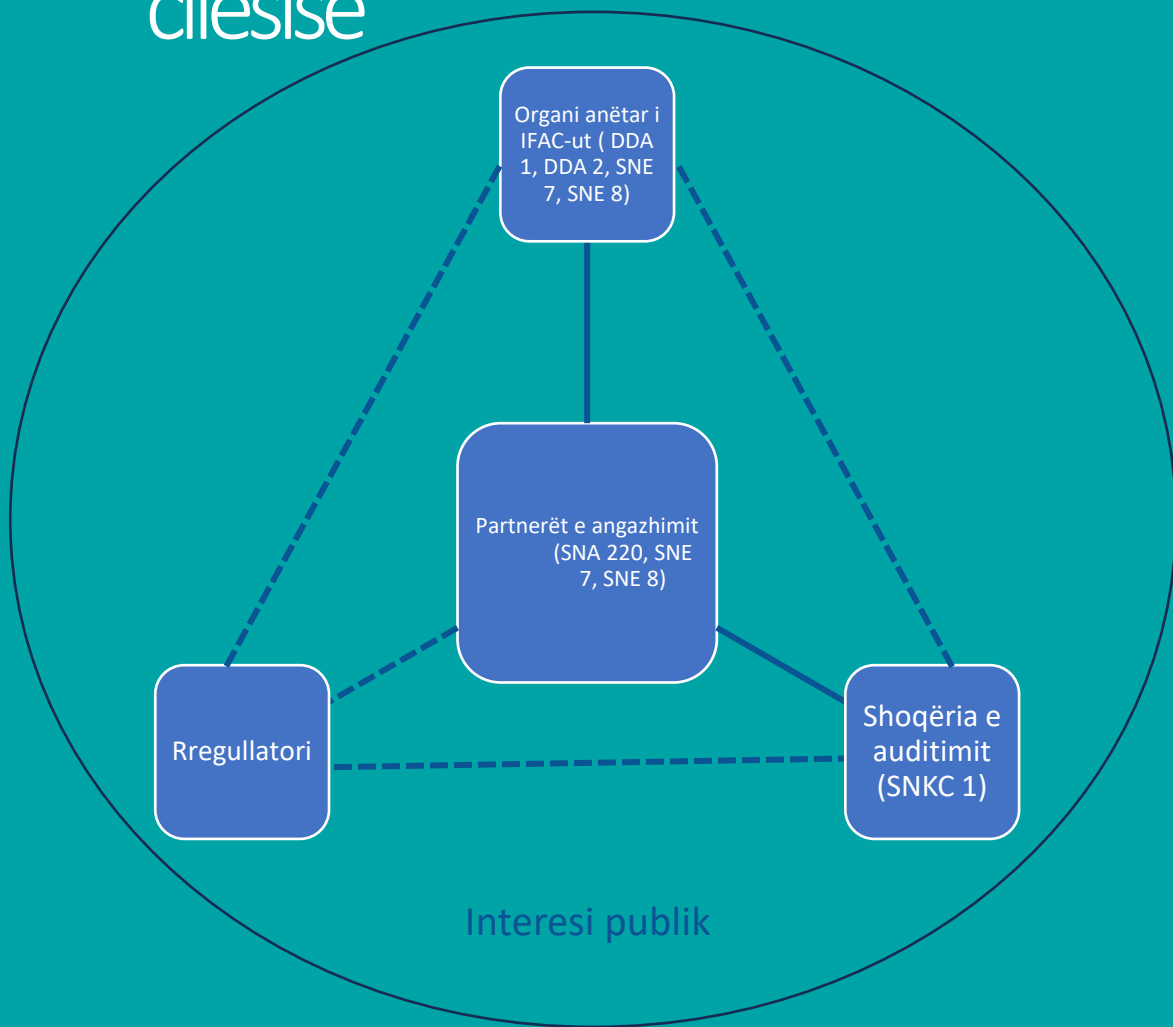 cilësisë
Organi anëtar i
IFAC-ut ( DDA
1, DDA 2, SNE
7, SNE 8)
Partnerët e angazhimit
(SNA 220, SNE
7, SNE 8)
Rregullatori
Shoqëria e
auditimit
(SNKC 1)
Interesi publik